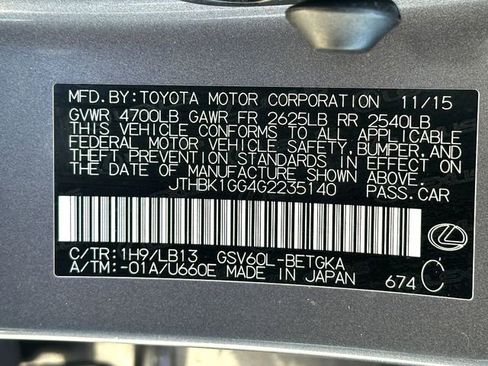 MFD.BY:TOYOTA MOTOR CORPORATION 11/15
GVWR 4700LB GAWR FR 2625LB RR 2540LB
THIS VEHICLE CONFORMS TO ALL APPLICABLE
FEDERAL MOTOR VEHICLE SAFETY, BUMPER,AND
THEFT PREVENTION STANDARDS IN EFFECT ON
THE DATE OF MANUFACTURE SHOWN ABOVE.
JTHBK1GG4G2235140 PASS.CAR
C/TR:1H9/LB13 GSV60L-BETGKA
A/TM:-01A/U660E MADE IN JAPAN 674 C